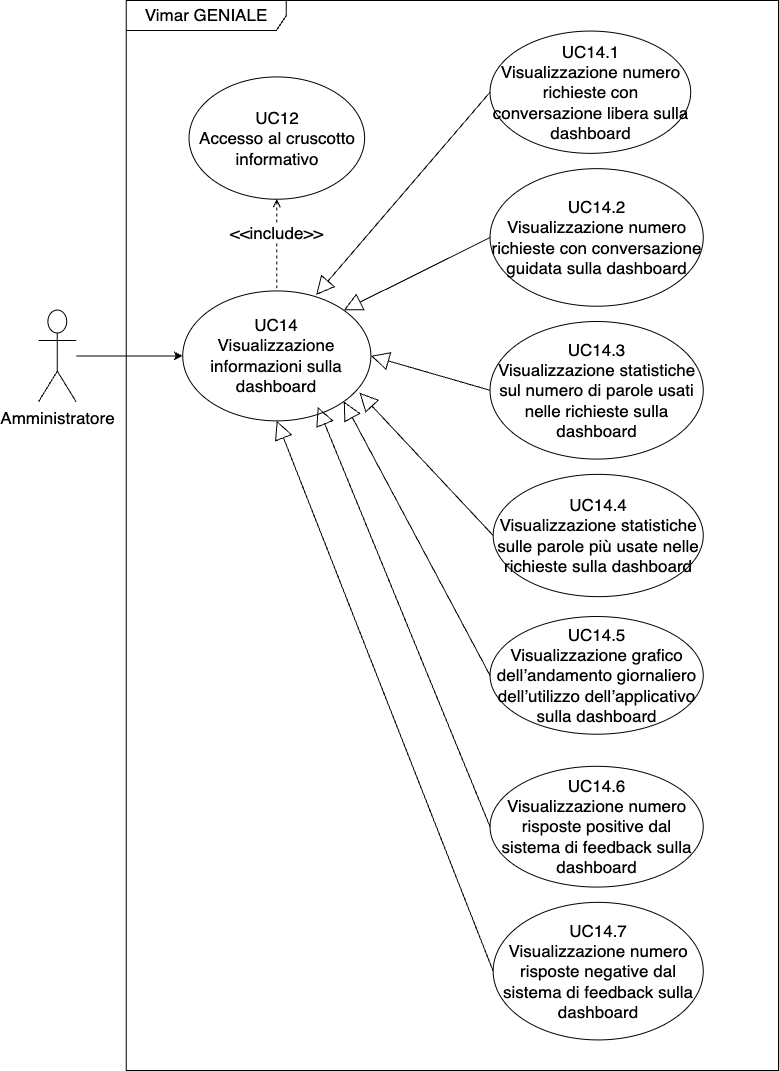 Vimar GENIALE
UC12
Accesso al cruscotto
informativo
<<include>>
UC14
Visualizzazione
informazioni sulla
dashboard
Amministratore
UC14.1
Visualizzazione numero
richieste con
conversazione libera sulla
dashboard
UC14.2
Visualizzazione numero
richieste con conversazione
guidata sulla dashboard
UC14.3
Visualizzazione statistiche
sul numero di parole usati
nelle richieste sulla
dashboard
UC14.4
Visualizzazione statistiche
sulle parole più usate nelle
richieste sulla dashboard
UC14.5
Visualizzazione grafico
dell'andamento giornaliero
dell'utilizzo dell'applicativo
sulla dashboard
UC14.6
Visualizzazione numero
risposte positive dal
sistema di feedback sulla
dashboard
UC14.7
Visualizzazione numero
risposte negative dal
sistema di feedback sulla
dashboard